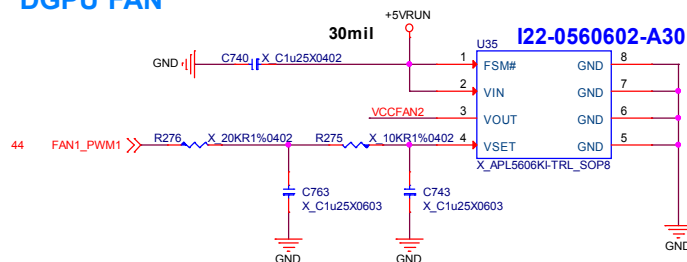 DGPU FAN
+5VRUN
30mil
U35
I22-0560602-A30
GND
C740
X_C1u25X0402
1
FSM#
GND
8
2
VIN
GND
7
VCCFAN2
3
VOUT
GND
6
44
FAN1_PWM1
R276
X_20KR1%0402
R275
X_10KR1%0402
4
VSET
GND
5
X_APL5606KI-TRL_SOP8
C763
X_C1u25X0603
C743
X_C1u25X0603
GND
GND
GND